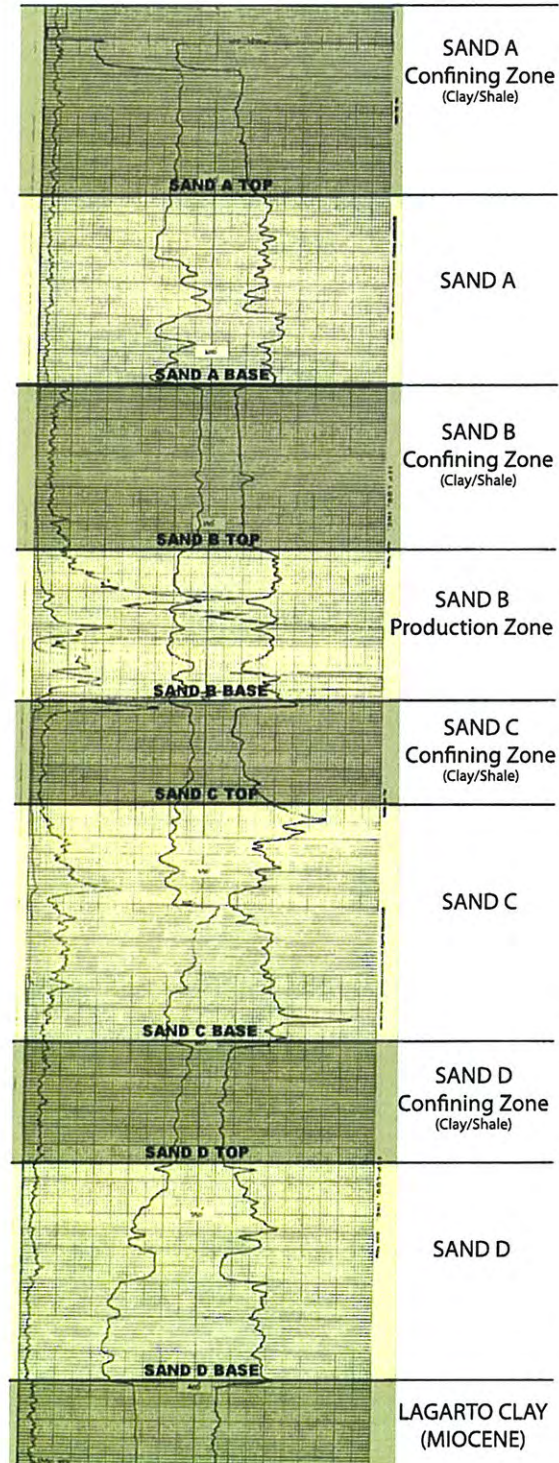 SAND A
Confining Zone
(Clay/Shale)
SAND A TOP
SAND A
SAND A BASE
SAND B
Confining Zone
(Clay/Shale)
SAND B TOP
SAND B
Production Zone
SAND B BASE
SAND C
Confining Zone
(Clay/Shale)
SAND C TOP
SAND C
SAND C BASE
SAND D
Confining Zone
(Clay/Shale)
SAND D TOP
SAND D
SAND D BASE
LAGARTO CLAY
(MIOCENE)